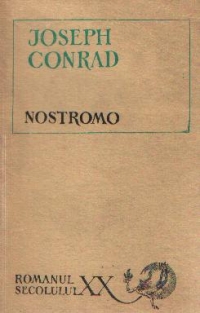 JOSEPH
CONRAD
NOSTROMO
ROMANUL
SECOLULUI XX